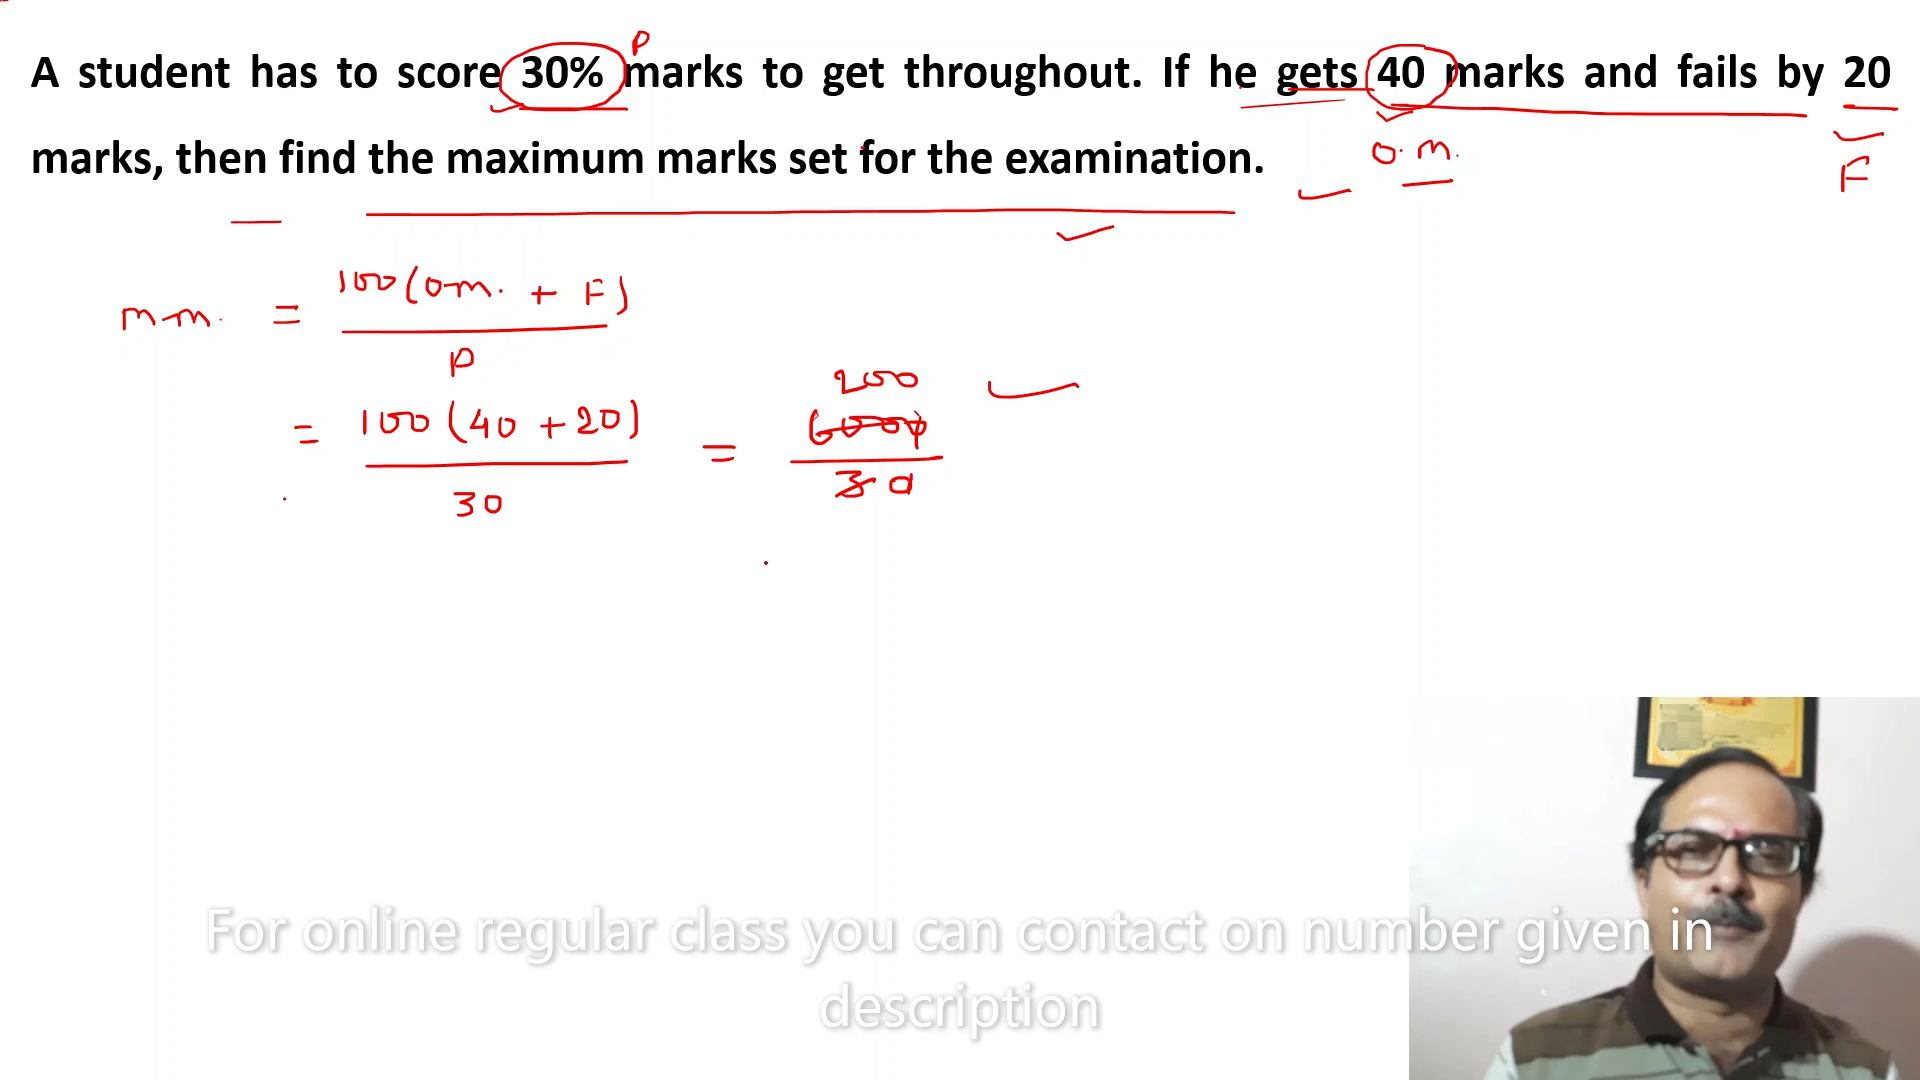 P
A student has to score 30% marks to get throughout. If he gets 40 marks and fails by 20
marks, then find the maximum marks set for the examination.
O.M.
F
M.M. = 100(O.M. + F)
P
= 100(40+20) = 6000
30 30
200
For online regular class you can contact on number given in
description